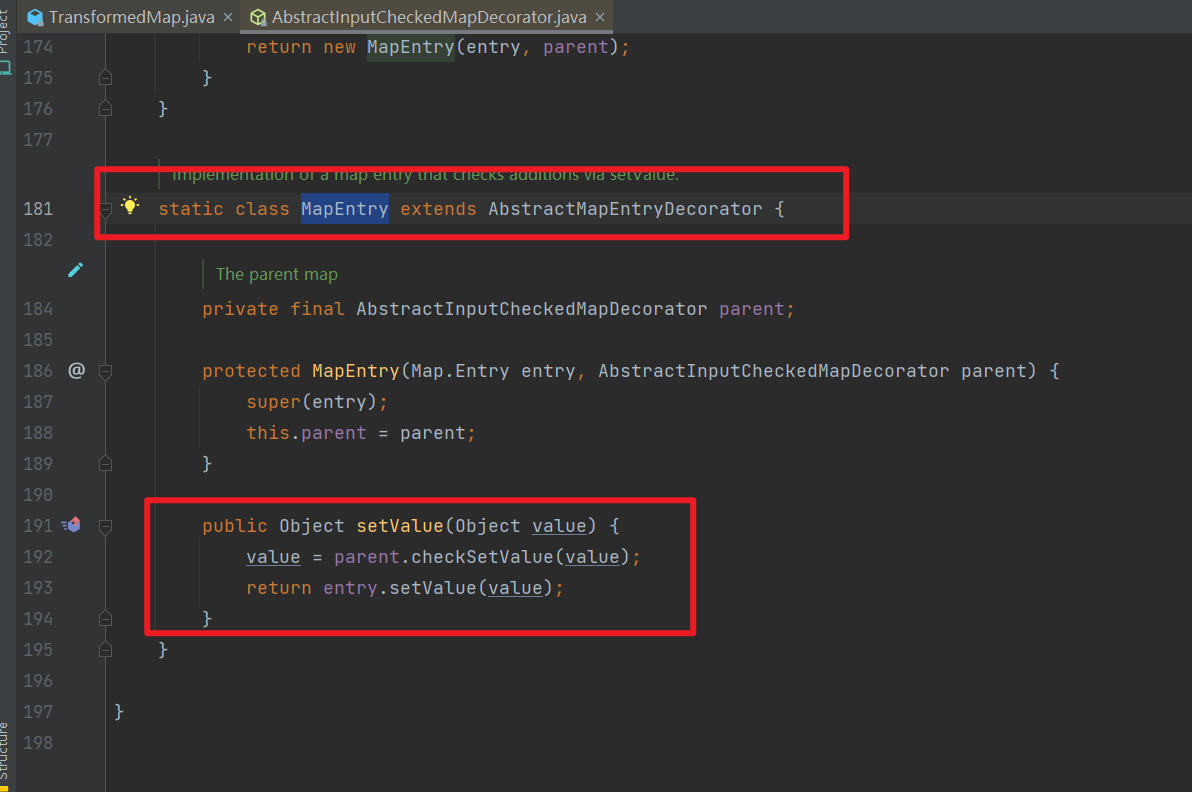 Project
TransformedMap.java ×
AbstractInputCheckedMapDecorator.java ×
174 return new MapEntry(entry, parent);
175 }
176 }
177
Implementation of a map entry that checks additions via setValue.
181 static class MapEntry extends AbstractMapEntryDecorator {
182
The parent map
184 private final AbstractInputCheckedMapDecorator parent;
185
186 @ protected MapEntry(Map.Entry entry, AbstractInputCheckedMapDecorator parent) {
187 super(entry);
188 this.parent = parent;
189 }
190
191 public Object setValue(Object value) {
192 value = parent.checkSetValue(value);
193 return entry.setValue(value);
194 }
195 }
196
197 }
198
Structure